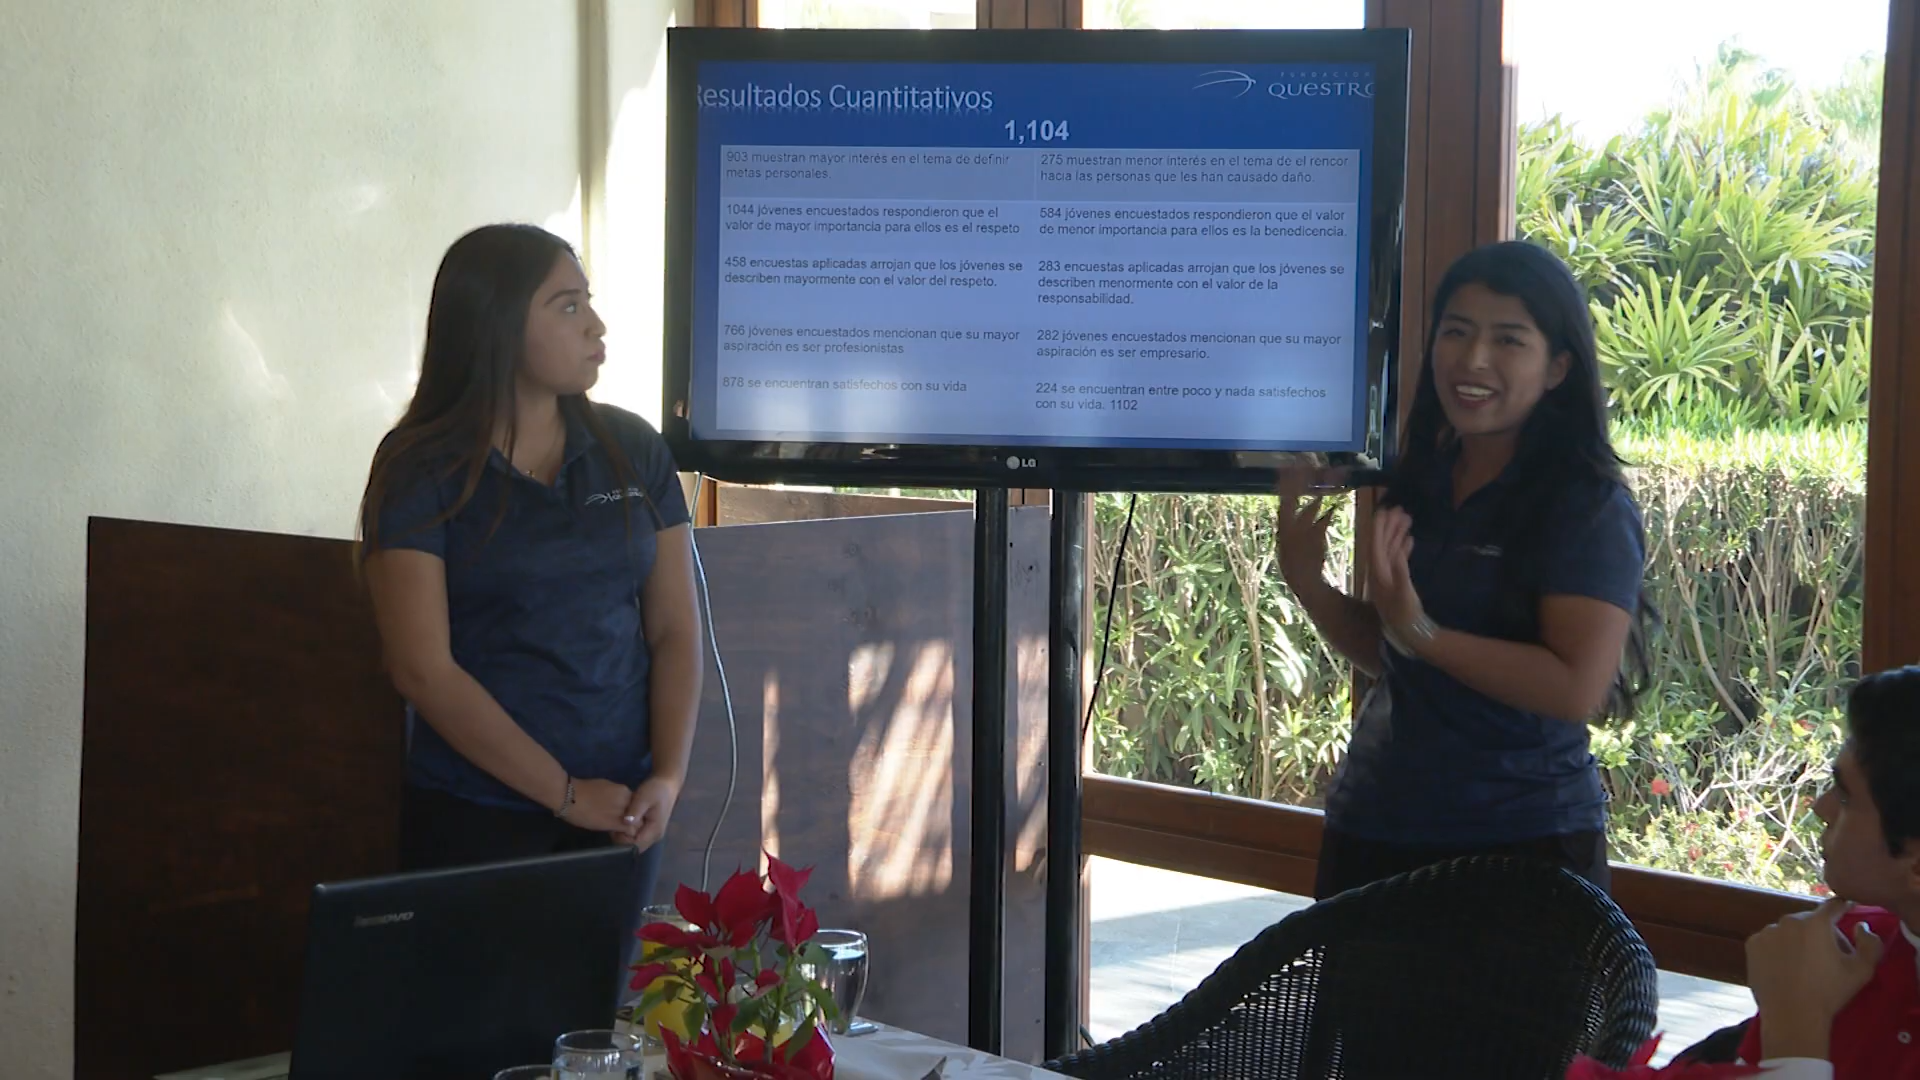 FUNDACION
QUESTRO
Resultados Cuantitativos
1,104
903 muestran mayor interés en el tema de definir
metas personales.
275 muestran menor interés en el tema de el rencor
hacia las personas que les han causado daño.
1044 jóvenes encuestados respondieron que el
valor de mayor importancia para ellos es el respeto
584 jóvenes encuestados respondieron que el valor
de menor importancia para ellos es la benedicencia.
458 encuestas aplicadas arrojan que los jóvenes se
describen mayormente con el valor del respeto.
283 encuestas aplicadas arrojan que los jóvenes se
describen menormente con el valor de la
responsabilidad.
766 jóvenes encuestados mencionan que su mayor
aspiración es ser profesionistas
282 jóvenes encuestados mencionan que su mayor
aspiración es ser empresario.
878 se encuentran satisfechos con su vida
224 se encuentran entre poco y nada satisfechos
con su vida. 1102
LG
lenovo